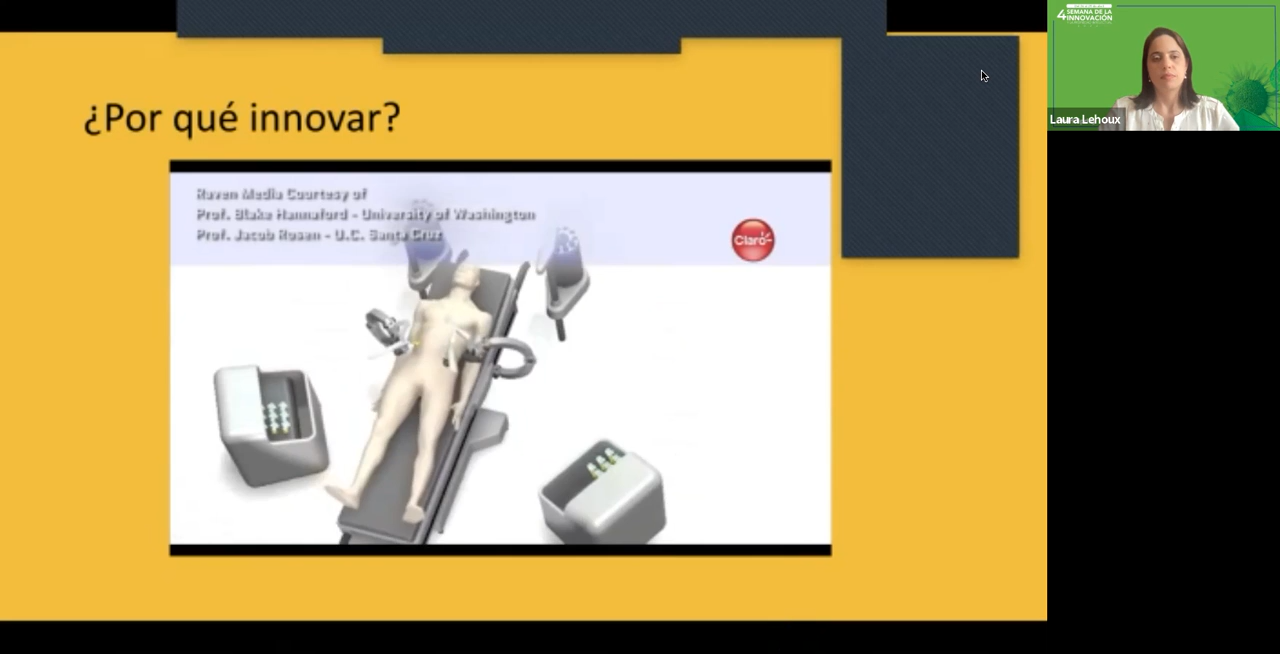 ¿Por qué innovar?
Raven Media Courtesy of
Prof. Blake Hannaford - University of Washington
Prof. Jacob Rosen - U.C. Santa Cruz
Claro
4 SEMANA DE LA
INNOVACIÓN
Laura Lehoux